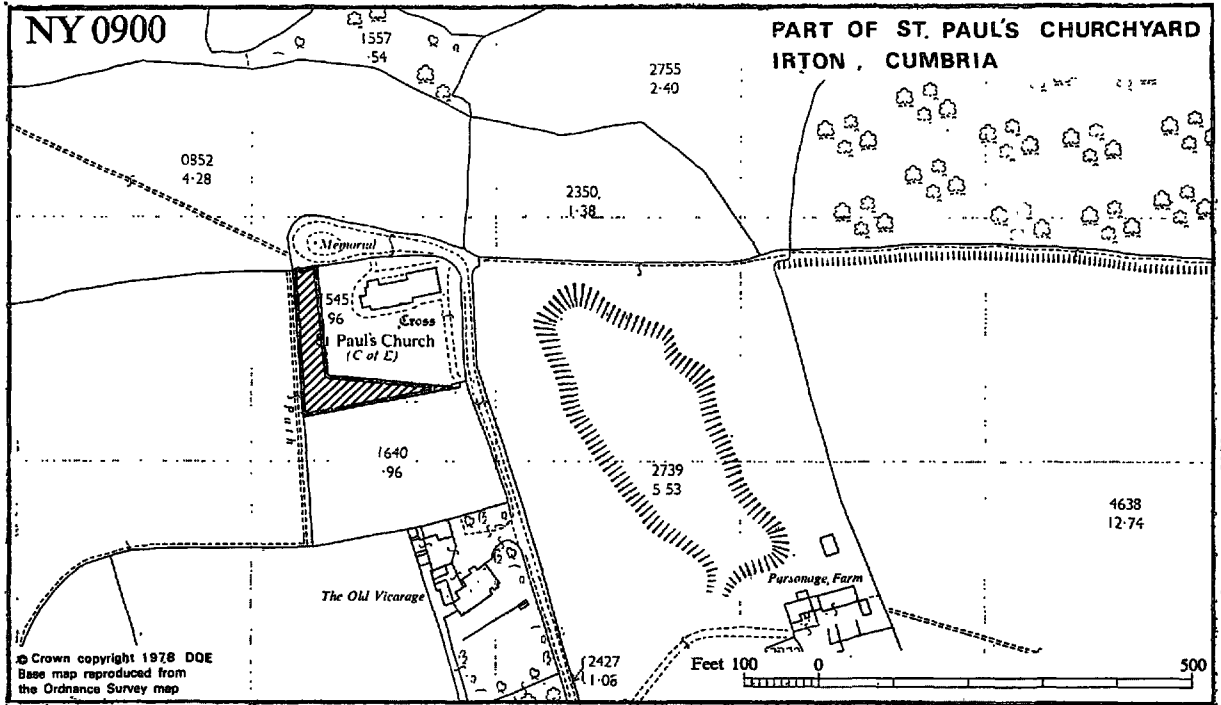 NY 0900
PART OF ST. PAUL'S CHURCHYARD
IRTON, CUMBRIA
1557
.54
2755
2.40
0852
4.28
2350
1.38
Memorial
545
96
Cross
Paul's Church
(C of E)
Path
1640
.96
2739
5 53
4638
12.74
The Old Vicarage
Parsonage Farm
2427
1.06
© Crown copyright 1978 DOE
Base map reproduced from
the Ordnance Survey map
Feet 100 0 500